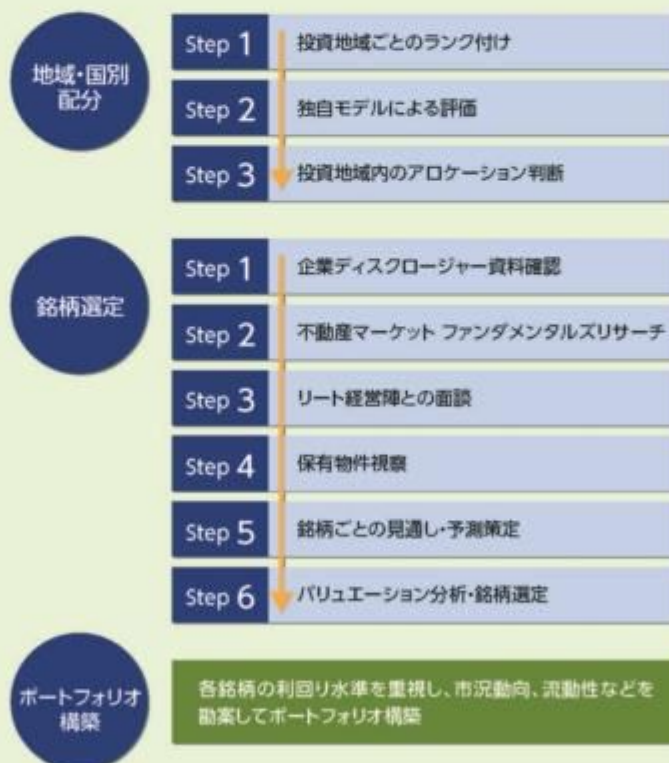 地域・国別
配分
Step 1 投資地域ごとのランク付け
Step 2 独自モデルによる評価
Step 3 投資地域内のアロケーション判断
銘柄選定
Step 1 企業ディスクロージャー資料確認
Step 2 不動産マーケット ファンダメンタルズリサーチ
Step 3 リート経営陣との面談
Step 4 保有物件視察
Step 5 銘柄ごとの見通し・予測策定
Step 6 バリュエーション分析・銘柄選定
ポートフォリオ
構築
各銘柄の利回り水準を重視し、市況動向、流動性などを
勘案してポートフォリオ構築